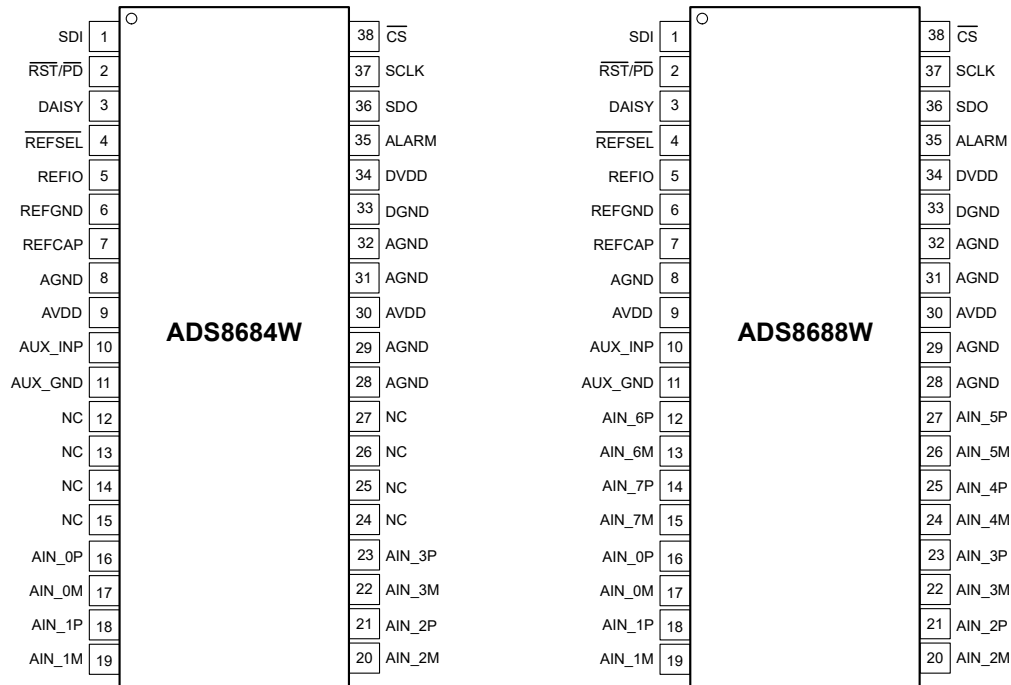 SDI 1 38 CS SDI 1 38 CS
RST/PD 2 37 SCLK RST/PD 2 37 SCLK
DAISY 3 36 SDO DAISY 3 36 SDO
REFSEL 4 35 ALARM REFSEL 4 35 ALARM
REFIO 5 34 DVDD REFIO 5 34 DVDD
REFGND 6 33 DGND REFGND 6 33 DGND
REFCAP 7 32 AGND REFCAP 7 32 AGND
AGND 8 31 AGND AGND 8 31 AGND
AVDD 9 30 AVDD AVDD 9 30 AVDD
ADS8684W ADS8688W
AUX_INP 10 29 AGND AUX_INP 10 29 AGND
AUX_GND 11 28 AGND AUX_GND 11 28 AGND
NC 12 27 NC AIN_6P 12 27 AIN_5P
NC 13 26 NC AIN_6M 13 26 AIN_5M
NC 14 25 NC AIN_7P 14 25 AIN_4P
NC 15 24 NC AIN_7M 15 24 AIN_4M
AIN_0P 16 23 AIN_3P AIN_0P 16 23 AIN_3P
AIN_0M 17 22 AIN_3M AIN_0M 17 22 AIN_3M
AIN_1P 18 21 AIN_2P AIN_1P 18 21 AIN_2P
AIN_1M 19 20 AIN_2M AIN_1M 19 20 AIN_2M